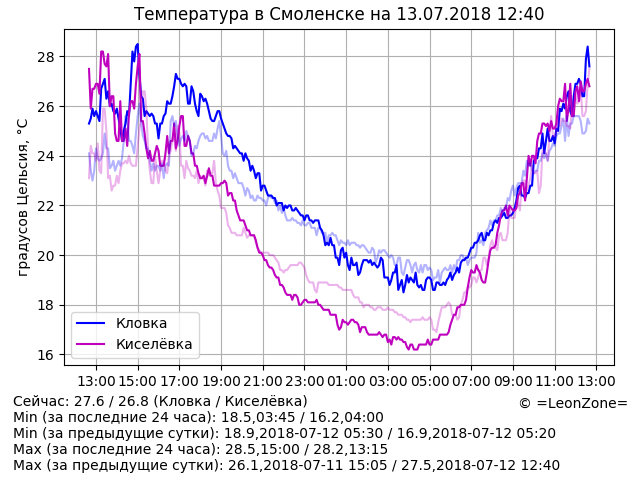 Температура в Смоленске на 13.07.2018 12:40
градусов Цельсия, °C
28
26
24
22
20
18
16
Кловка
Киселёвка
13:00 15:00 17:00 19:00 21:00 23:00 01:00 03:00 05:00 07:00 09:00 11:00 13:00
Сейчас: 27.6 / 26.8 (Кловка / Киселёвка)
© =LeonZone=
Min (за последние 24 часа): 18.5,03:45 / 16.2,04:00
Min (за предыдущие сутки): 18.9,2018-07-12 05:30 / 16.9,2018-07-12 05:20
Max (за последние 24 часа): 28.5,15:00 / 28.2,13:15
Max (за предыдущие сутки): 26.1,2018-07-11 15:05 / 27.5,2018-07-12 12:40